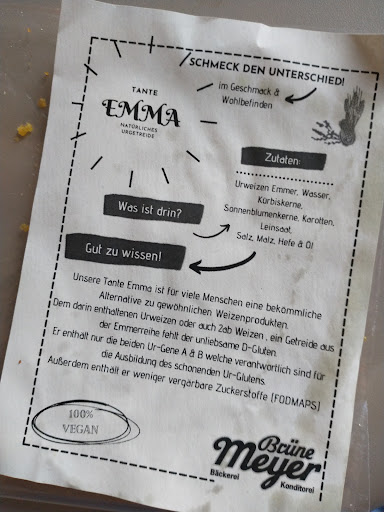 SCHMECK DEN UNTERSCHIED!
im Geschmack &
Wohlbefinden
TANTE
EMMA
NATÜRLICHES
URGETREIDE
Zutaten:
Urweizen Emmer, Wasser,
Kürbiskerne,
Sonnenblumenkerne, Karotten,
Leinsaat,
Salz, Malz, Hefe & Öl
Was ist drin?
Gut zu wissen!
Unsere Tante Emma ist für viele Menschen eine bekömmliche
Alternative zu gewöhnlichen Weizenprodukten.
Dem darin enthaltenen Urweizen oder auch 2ab Weizen , ein Getreide aus
der Emmerreihe fehlt der unliebsame D-Gluten.
Er enthält nur die beiden Ur-Gene A & B welche verantwortlich sind für
die Ausbildung des schonenden Ur-Glutens.
Außerdem enthält er weniger vergärbare Zuckerstoffe (FODMAPS)
100%
VEGAN
Brüne
Meyer
Bäckerei Konditorei